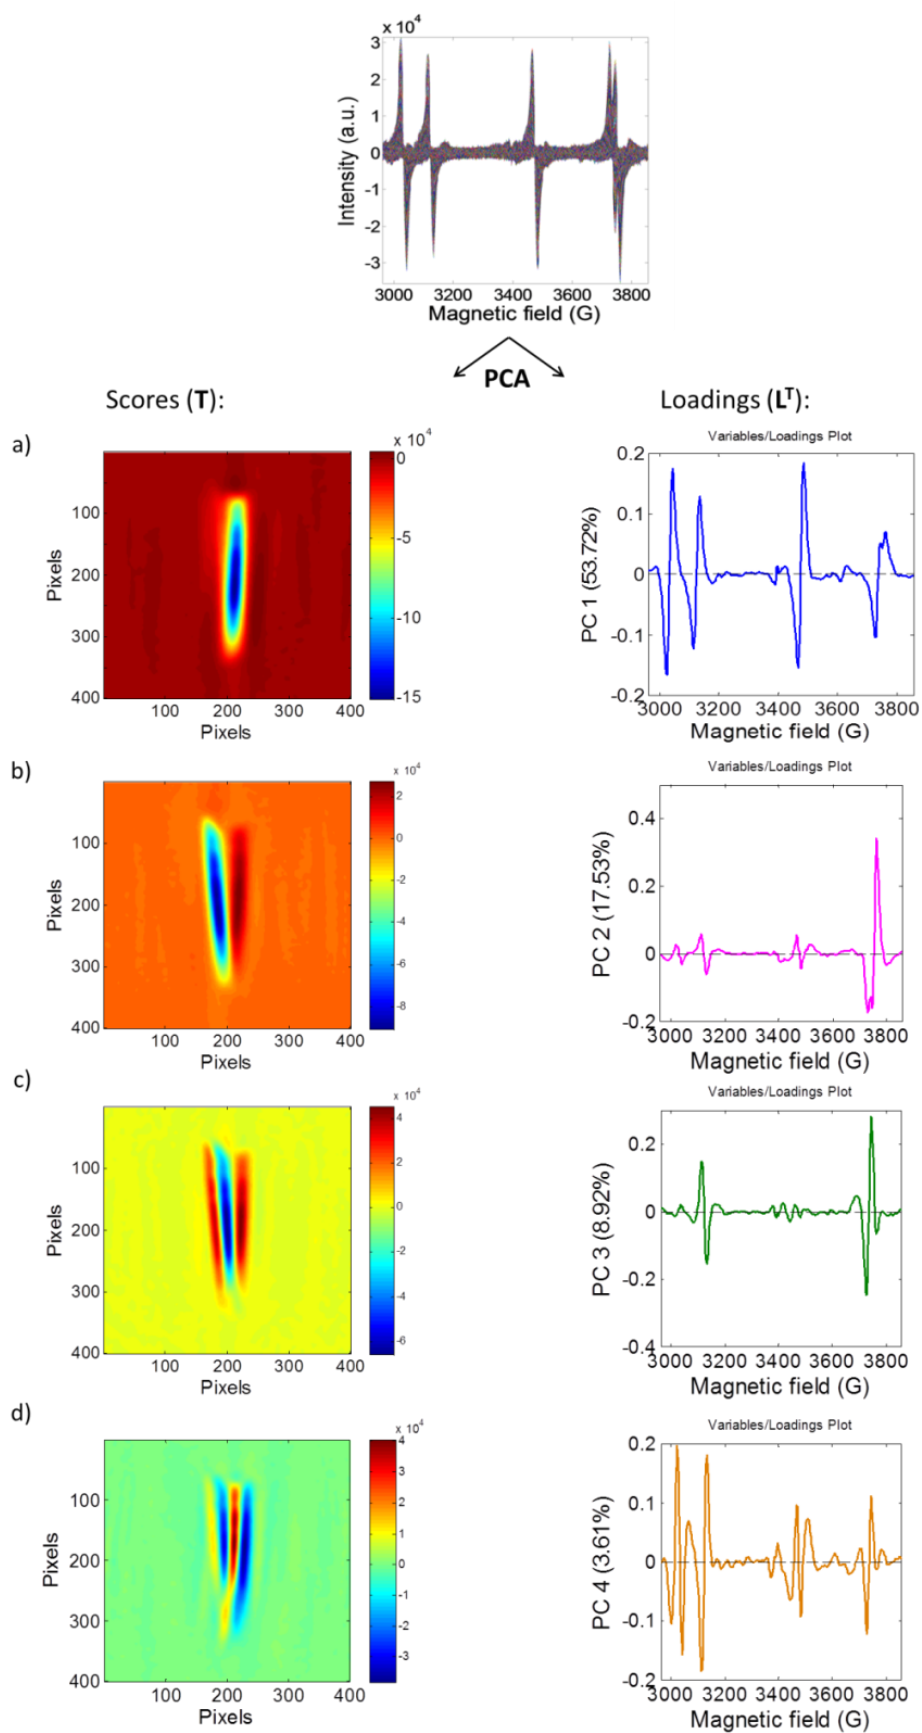 x 10⁴
3
2
1
0
-1
-2
-3
Intensity (a.u.)
3000 3200 3400 3600 3800
Magnetic field (G)
PCA
Scores (T): Loadings (Lᵀ):
a)
x 10⁴
0
-5
-10
-15
100
200
300
400
Pixels
100 200 300 400
Pixels
Variables/Loadings Plot
0.2
0.1
0
-0.1
-0.2
PC 1 (53.72%)
3000 3200 3400 3600 3800
Magnetic field (G)
b)
x 10⁴
2
0
-2
-4
-6
-8
100
200
300
400
Pixels
100 200 300 400
Pixels
Variables/Loadings Plot
0.4
0.2
0
-0.2
PC 2 (17.53%)
3000 3200 3400 3600 3800
Magnetic field (G)
c)
x 10⁴
4
2
0
-2
-4
-6
100
200
300
400
Pixels
100 200 300 400
Pixels
Variables/Loadings Plot
0.2
0
-0.2
-0.4
PC 3 (8.92%)
3000 3200 3400 3600 3800
Magnetic field (G)
d)
x 10⁴
4
3
2
1
0
-1
-2
-3
100
200
300
400
Pixels
100 200 300 400
Pixels
Variables/Loadings Plot
0.2
0.1
0
-0.1
-0.2
PC 4 (3.61%)
3000 3200 3400 3600 3800
Magnetic field (G)